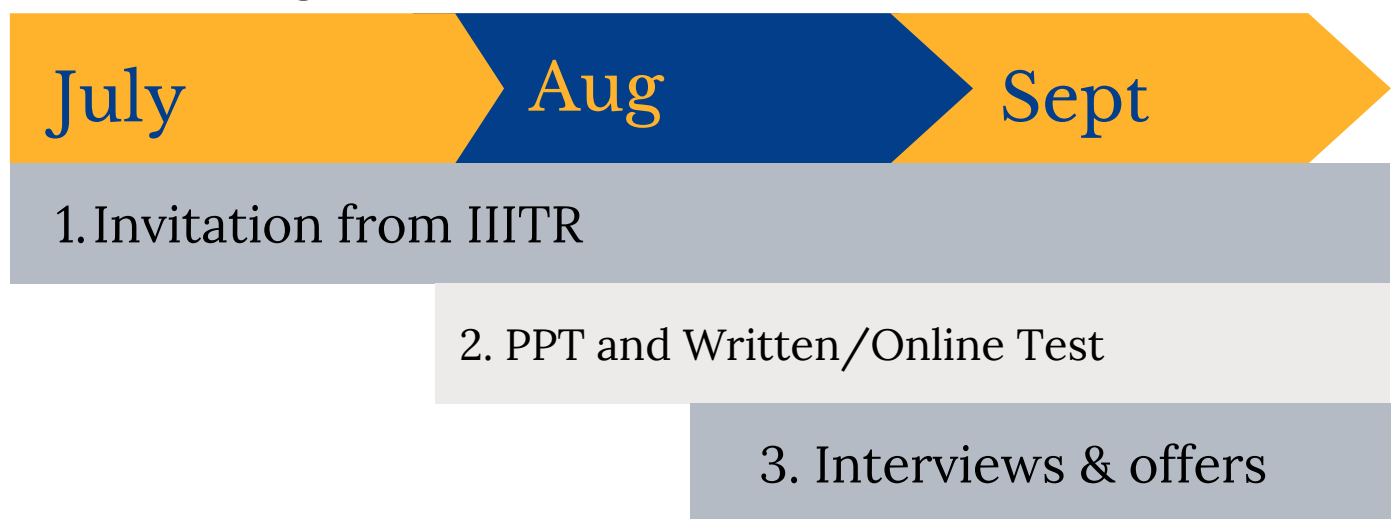 July
Aug
Sept
1. Invitation from IIITR
2. PPT and Written/Online Test
3. Interviews & offers